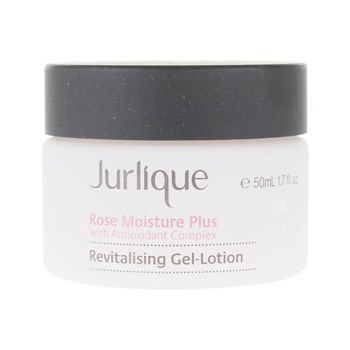 Jurlique
℮ 50mL 1.7 fl.oz
Rose Moisture Plus
with Antioxidant Complex
Revitalising Gel-Lotion